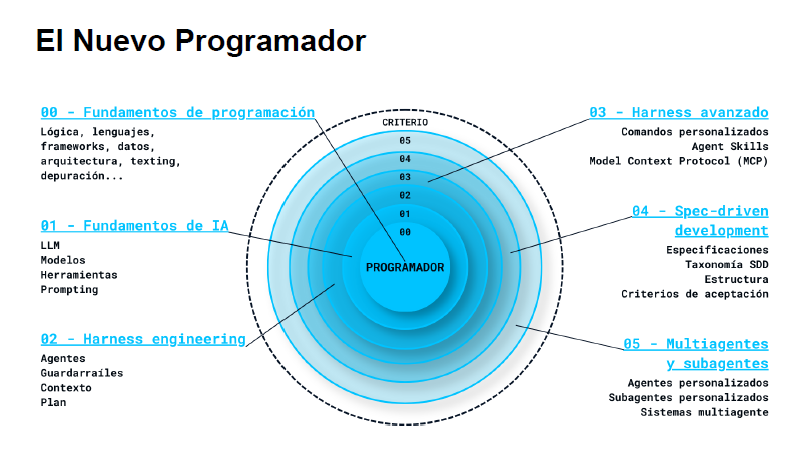 El Nuevo Programador
00 - Fundamentos de programación
Lógica, lenguajes,
frameworks, datos,
arquitectura, texting,
depuración...
01 - Fundamentos de IA
LLM
Modelos
Herramientas
Prompting
02 - Harness engineering
Agentes
Guardarraíles
Contexto
Plan
CRITERIO
05
04
03
02
01
00
PROGRAMADOR
03 - Harness avanzado
Comandos personalizados
Agent Skills
Model Context Protocol (MCP)
04 - Spec-driven
development
Especificaciones
Taxonomía SDD
Estructura
Criterios de aceptación
05 - Multiagentes
y subagentes
Agentes personalizados
Subagentes personalizados
Sistemas multiagente